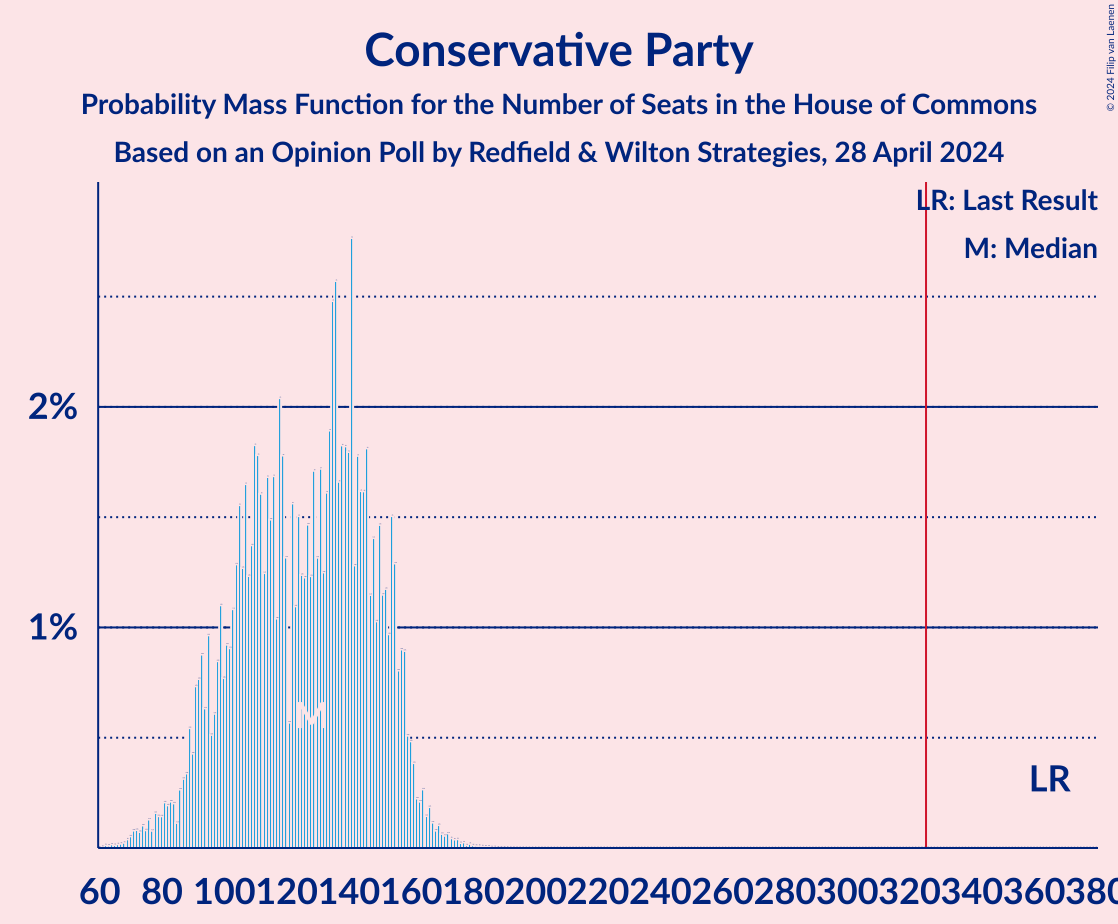 Conservative Party
Probability Mass Function for the Number of Seats in the House of Commons
Based on an Opinion Poll by Redfield & Wilton Strategies, 28 April 2024
© 2024 Filip van Laenen
LR: Last Result
M: Median
2%
1%
M
LR
60 80 100 120 140 160 180 200 220 240 260 280 300 320 340 360 380